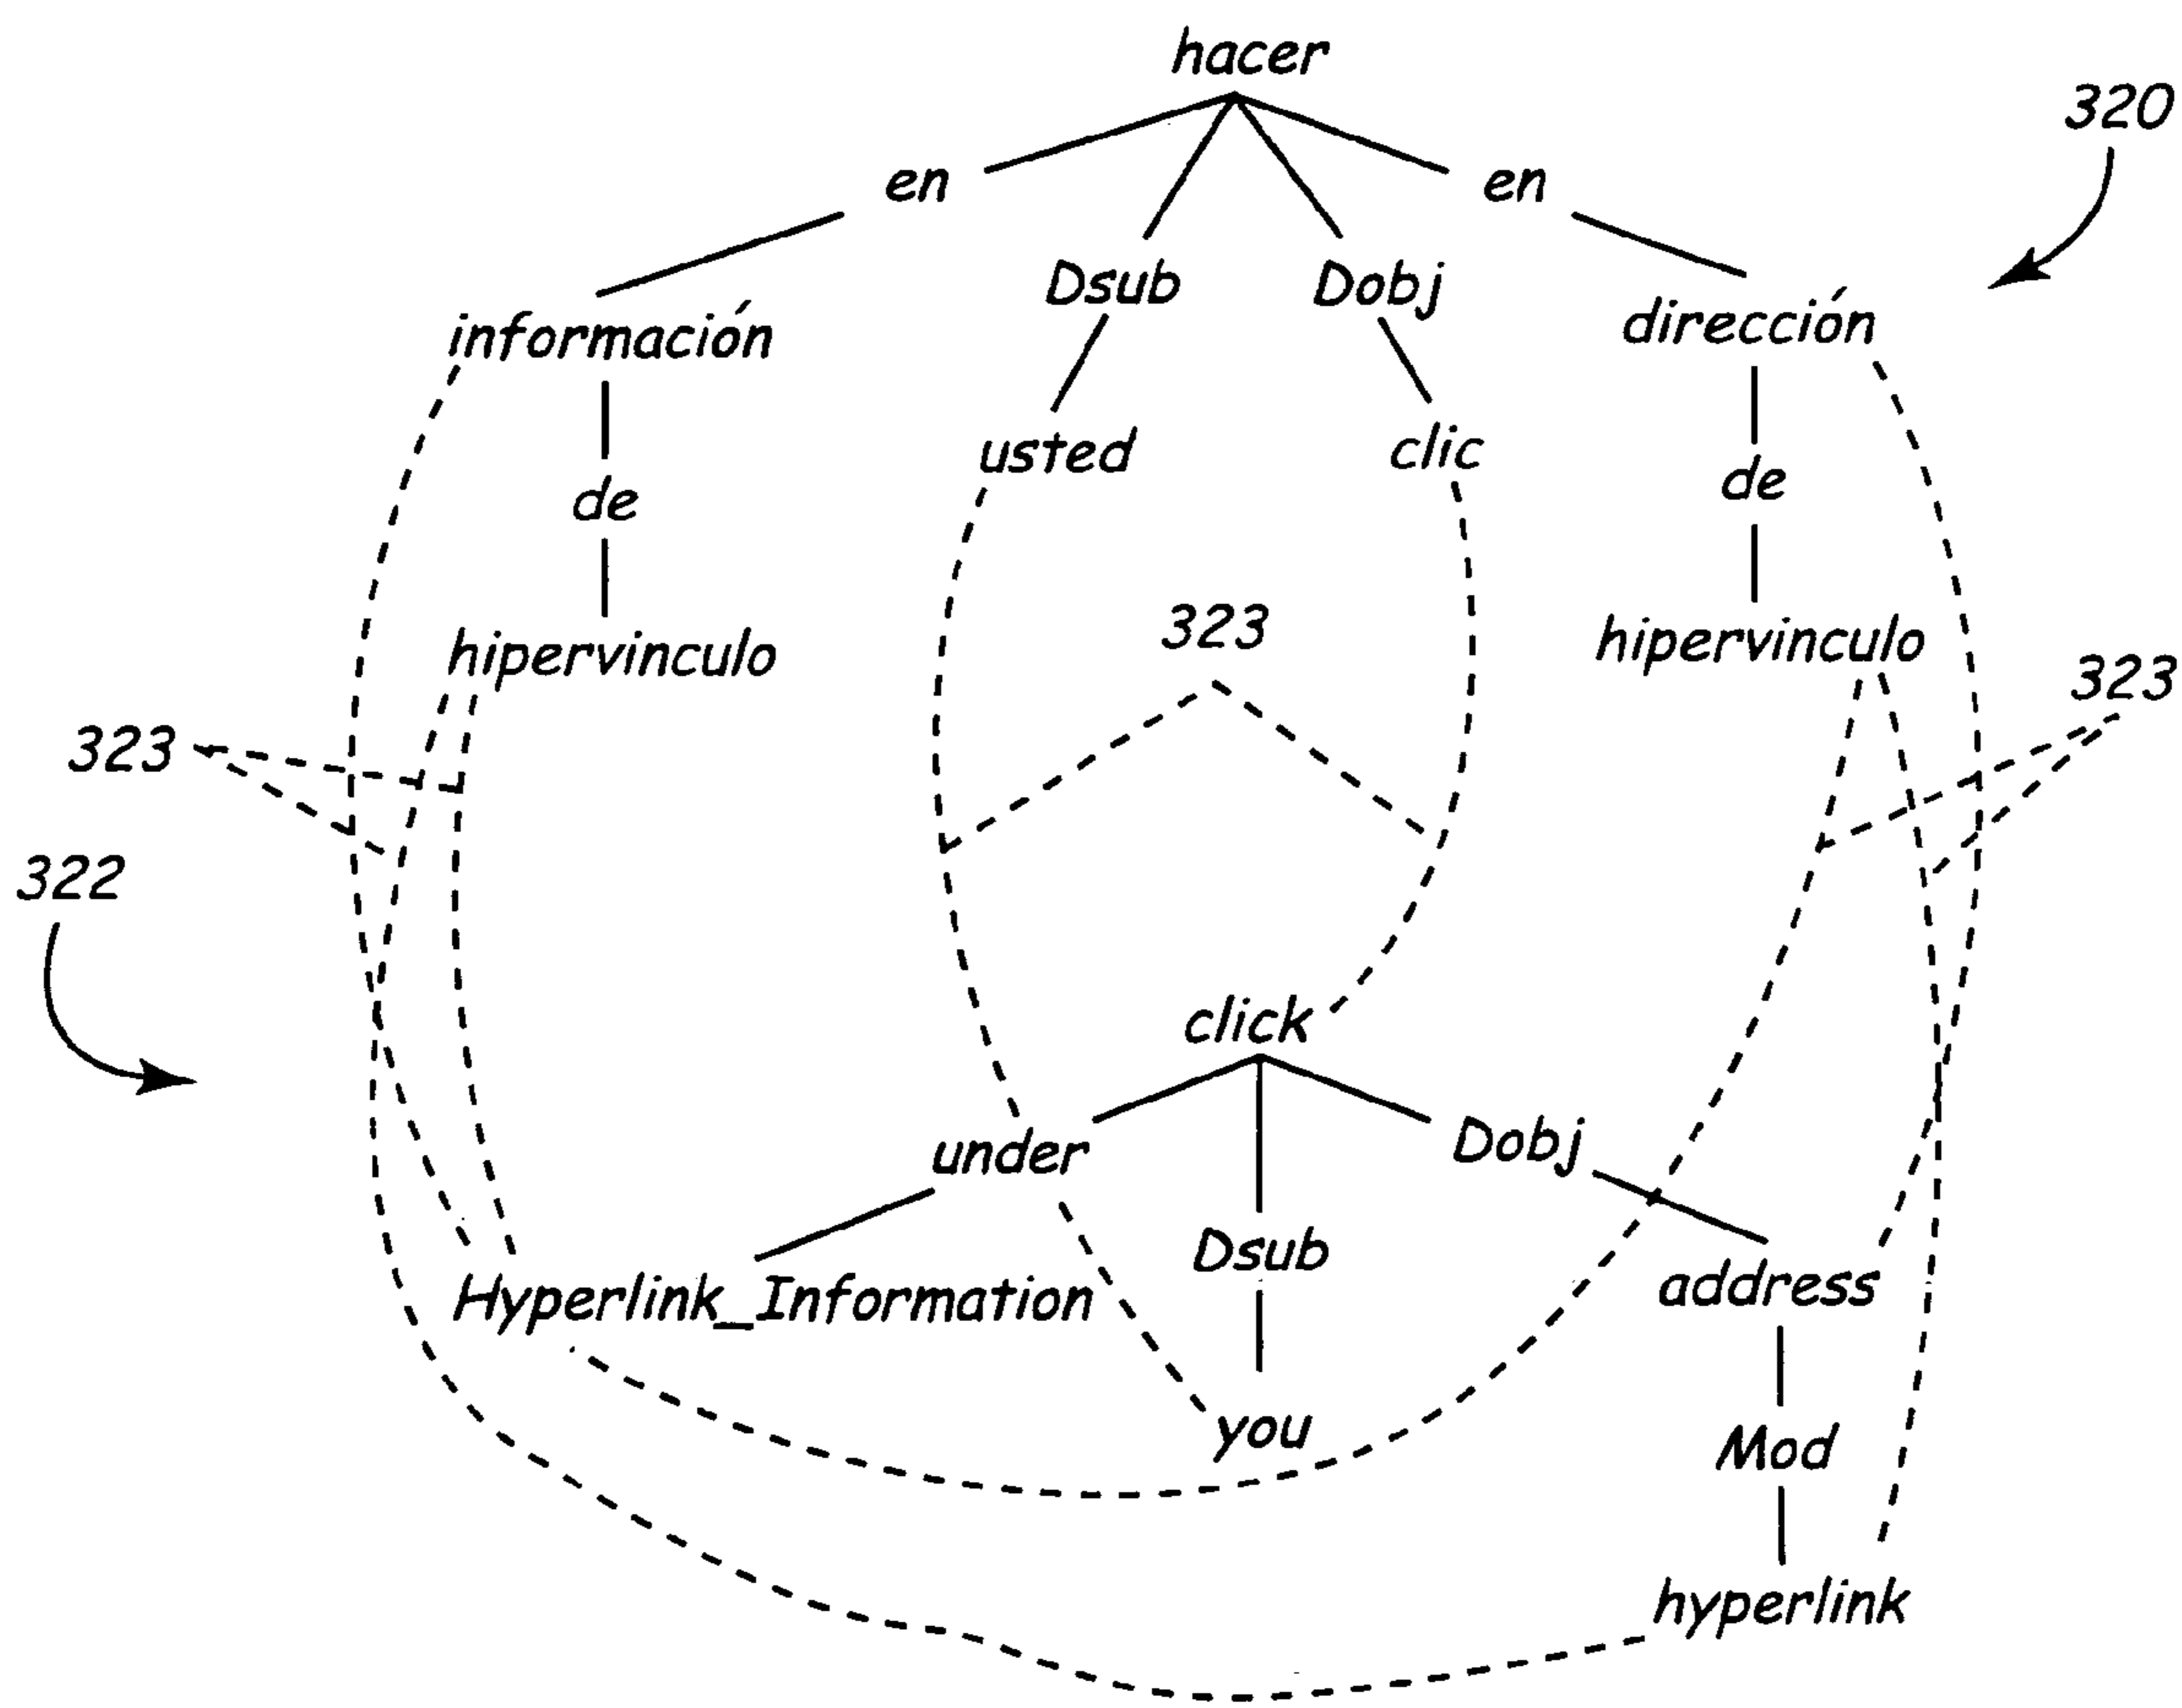 hacer
320
en
en
Dsub
Dobj
información
dirección
usted
clic
de
de
hipervinculo
323
hipervinculo
323
323
322
click
under
Dobj
Dsub
Hyperlink_Information
address
you
Mod
hyperlink